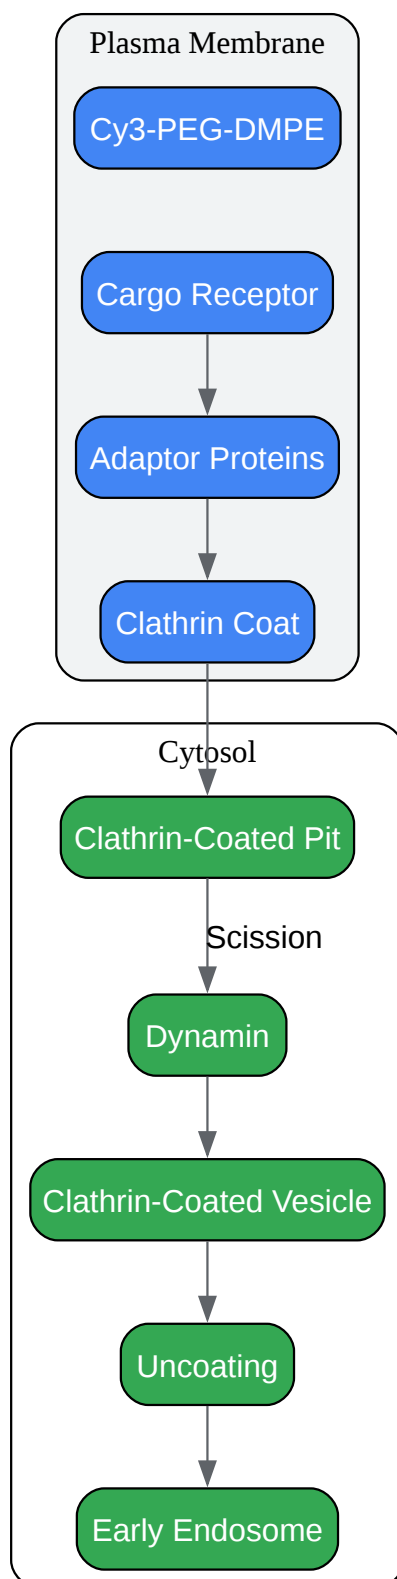 Plasma Membrane
Cy3-PEG-DMPE
Cargo Receptor
Adaptor Proteins
Clathrin Coat
Cytosol
Clathrin-Coated Pit
Scission
Dynamin
Clathrin-Coated Vesicle
Uncoating
Early Endosome